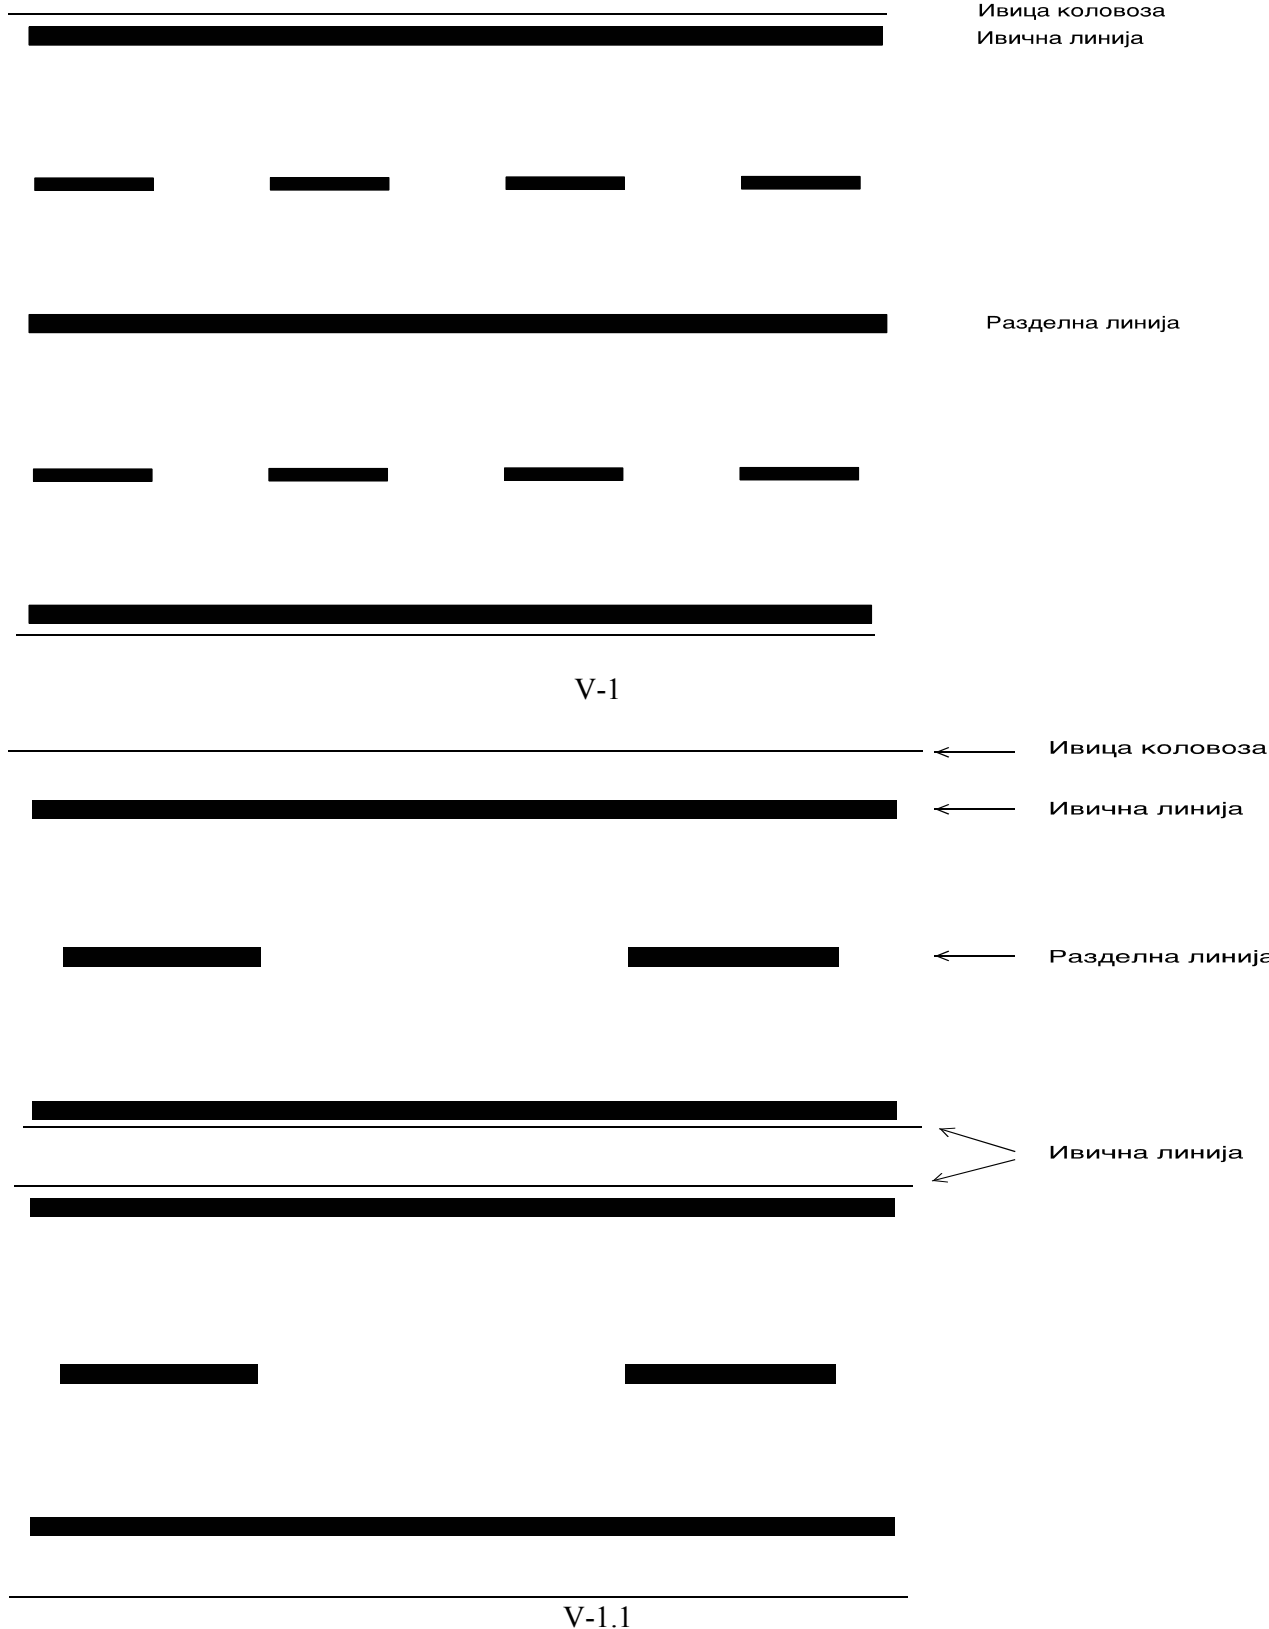 Ивица коловоза
Ивична линија
Разделна линија
V-1
Ивица коловоза
Ивична линија
Разделна линија
Ивична линија
V-1.1